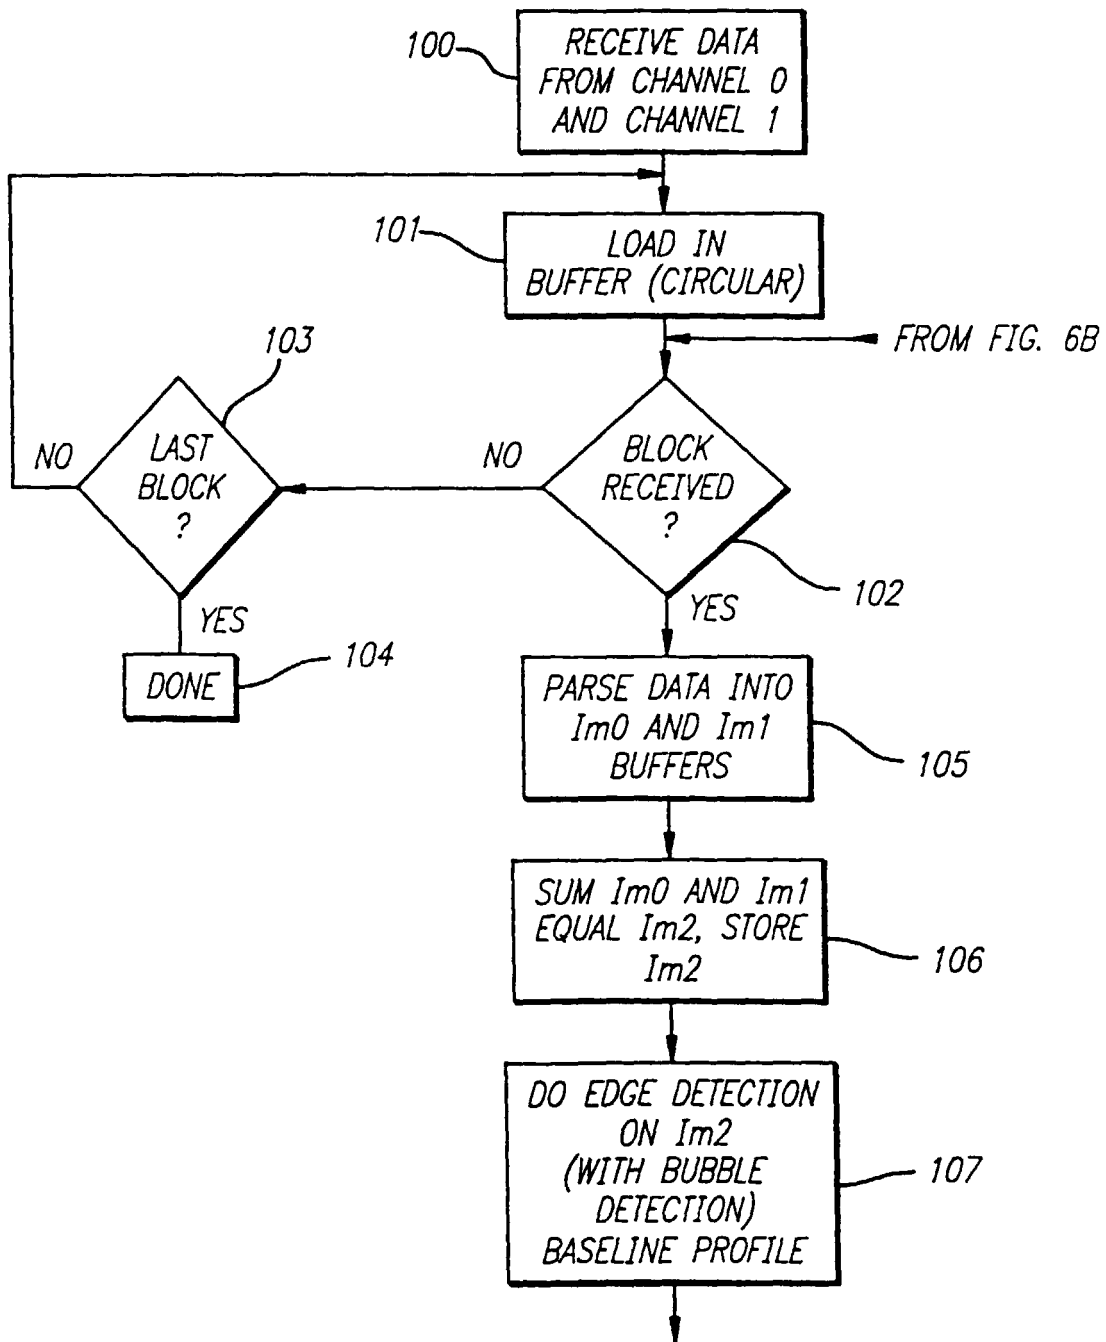 100
RECEIVE DATA
FROM CHANNEL 0
AND CHANNEL 1
101
LOAD IN
BUFFER (CIRCULAR)
FROM FIG. 6B
103
NO
LAST
BLOCK
?
NO
BLOCK
RECEIVED
?
102
YES
YES
DONE
104
PARSE DATA INTO
Im0 AND Im1
BUFFERS
105
SUM Im0 AND Im1
EQUAL Im2, STORE
Im2
106
DO EDGE DETECTION
ON Im2
(WITH BUBBLE
DETECTION)
BASELINE PROFILE
107